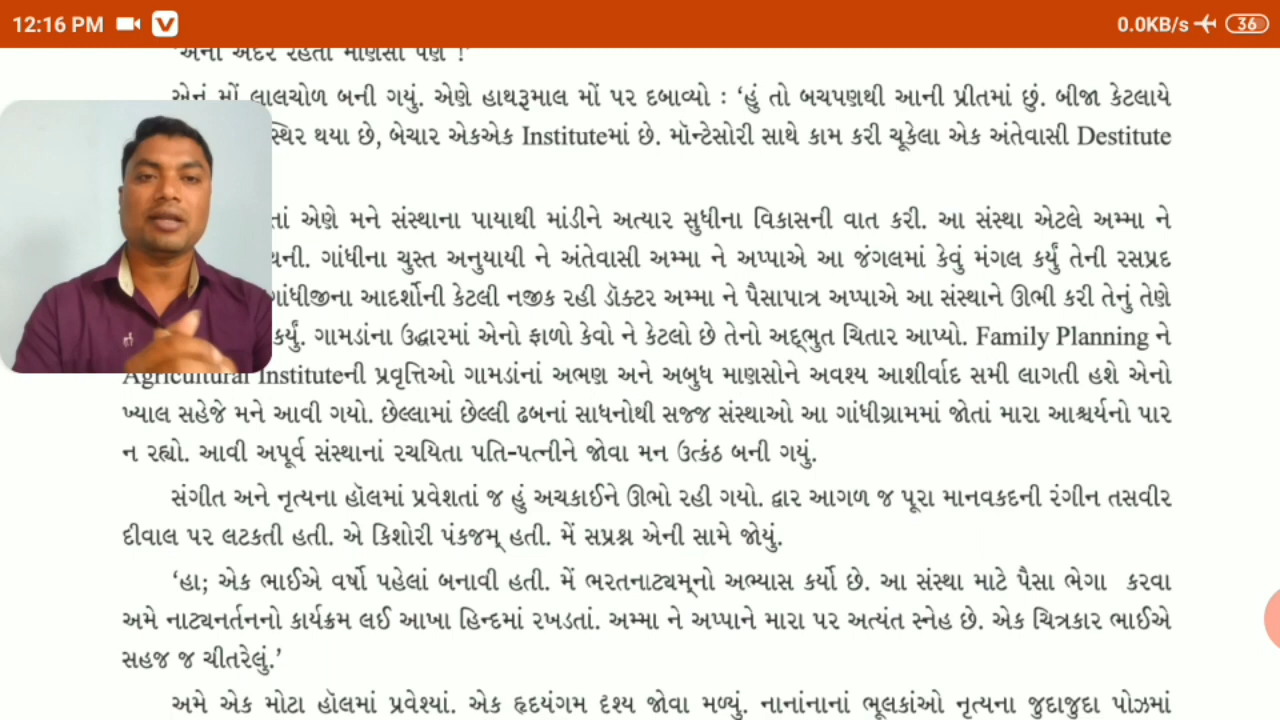 12:16 PM
0.0KB/s 36
'એની અંદર રહેતાં માણસો પણ !'
એનું મોં લાલચોળ બની ગયું. એણે હાથરૂમાલ મોં પર દબાવ્યો : 'હું તો બચપણથી આની પ્રીતમાં છું. બીજા કેટલાયે
સ્થિર થયા છે, બેચાર એકએક Instituteમાં છે. મૉન્ટેસોરી સાથે કામ કરી ચૂકેલા એક અંતેવાસી Destitute
એણે મને સંસ્થાના પાયાથી માંડીને અત્યાર સુધીના વિકાસની વાત કરી. આ સંસ્થા એટલે અમ્મા ને
ગાંધીના ચુસ્ત અનુયાયી ને અંતેવાસી અમ્મા ને અપ્પાએ આ જંગલમાં કેવું મંગલ કર્યું તેની રસપ્રદ
ગાંધીજીના આદર્શોની કેટલી નજીક રહી ડૉક્ટર અમ્મા ને પૈસાપાત્ર અપ્પાએ આ સંસ્થાને ઊભી કરી તેનું તેણે
કર્યું. ગામડાંના ઉદ્ધારમાં એનો ફાળો કેવો ને કેટલો છે તેનો અદ્ભુત ચિતાર આપ્યો. Family Planning ને
Agricultural Instituteની પ્રવૃત્તિઓ ગામડાંનાં અભણ અને અબુધ માણસોને અવશ્ય આશીર્વાદ સમી લાગતી હશે એનો
ખ્યાલ સહેજે મને આવી ગયો. છેલ્લામાં છેલ્લી ઢબનાં સાધનોથી સજ્જ સંસ્થાઓ આ ગાંધીગ્રામમાં જોતાં મારા આશ્ચર્યનો પાર
ન રહ્યો. આવી અપૂર્વ સંસ્થાનાં રચયિતા પતિ-પત્નીને જોવા મન ઉત્કંઠ બની ગયું.
સંગીત અને નૃત્યના હૉલમાં પ્રવેશતાં જ હું અચકાઈને ઊભો રહી ગયો. દ્વાર આગળ જ પૂરા માનવકદની રંગીન તસવીર
દીવાલ પર લટકતી હતી. એ કિશોરી પંકજમ્ હતી. મેં સપ્રશ્ન એની સામે જોયું.
'હા; એક ભાઈએ વર્ષો પહેલાં બનાવી હતી. મેં ભરતનાટ્યમ્‌નો અભ્યાસ કર્યો છે. આ સંસ્થા માટે પૈસા ભેગા કરવા
અમે નાટ્યનર્તનનો કાર્યક્રમ લઈ આખા હિન્દમાં રખડતાં. અમ્મા ને અપ્પાને મારા પર અત્યંત સ્નેહ છે. એક ચિત્રકાર ભાઈએ
સહજ જ ચીતરેલું.'
અમે એક મોટા હૉલમાં પ્રવેશ્યાં. એક હૃદયંગમ દૃશ્ય જોવા મળ્યું. નાનાંનાનાં ભૂલકાંઓ નૃત્યના જુદાજુદા પોઝમાં